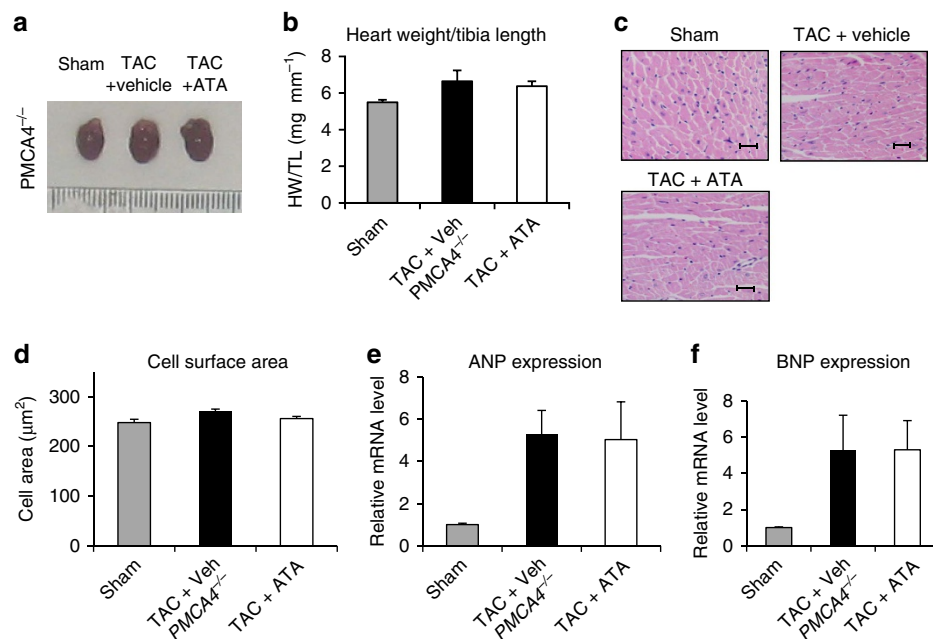 a
Sham
TAC
+vehicle
TAC
+ATA
PMCA4–/–
b
Heart weight/tibia length
HW/TL (mg mm–1)
8
6
4
2
0
Sham
TAC + Veh
PMCA4–/–
TAC + ATA
c
Sham
TAC + vehicle
TAC + ATA
d
Cell surface area
Cell area (μm2)
300
200
100
0
Sham
TAC + Veh
PMCA4–/–
TAC + ATA
e
ANP expression
Relative mRNA level
8
6
4
2
0
Sham
TAC + Veh
PMCA4–/–
TAC + ATA
f
BNP expression
Relative mRNA level
8
6
4
2
0
Sham
TAC + Veh
PMCA4–/–
TAC + ATA